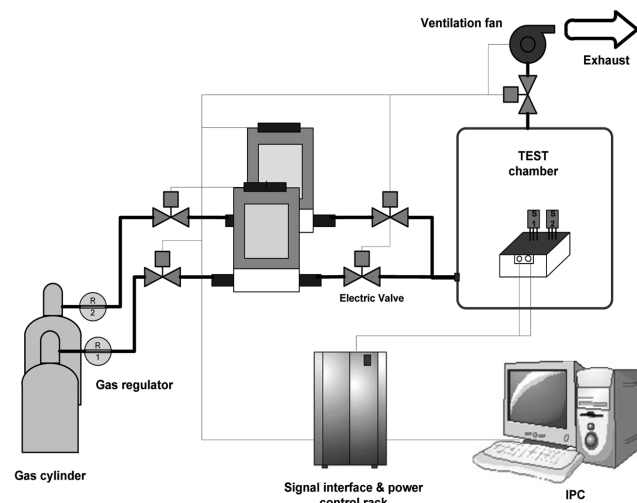 Ventilation fan
Exhaust
TEST
chamber
S
1
S
2
Electric Valve
R
2
R
1
Gas regulator
Gas cylinder
Signal interface & power
control rack
IPC